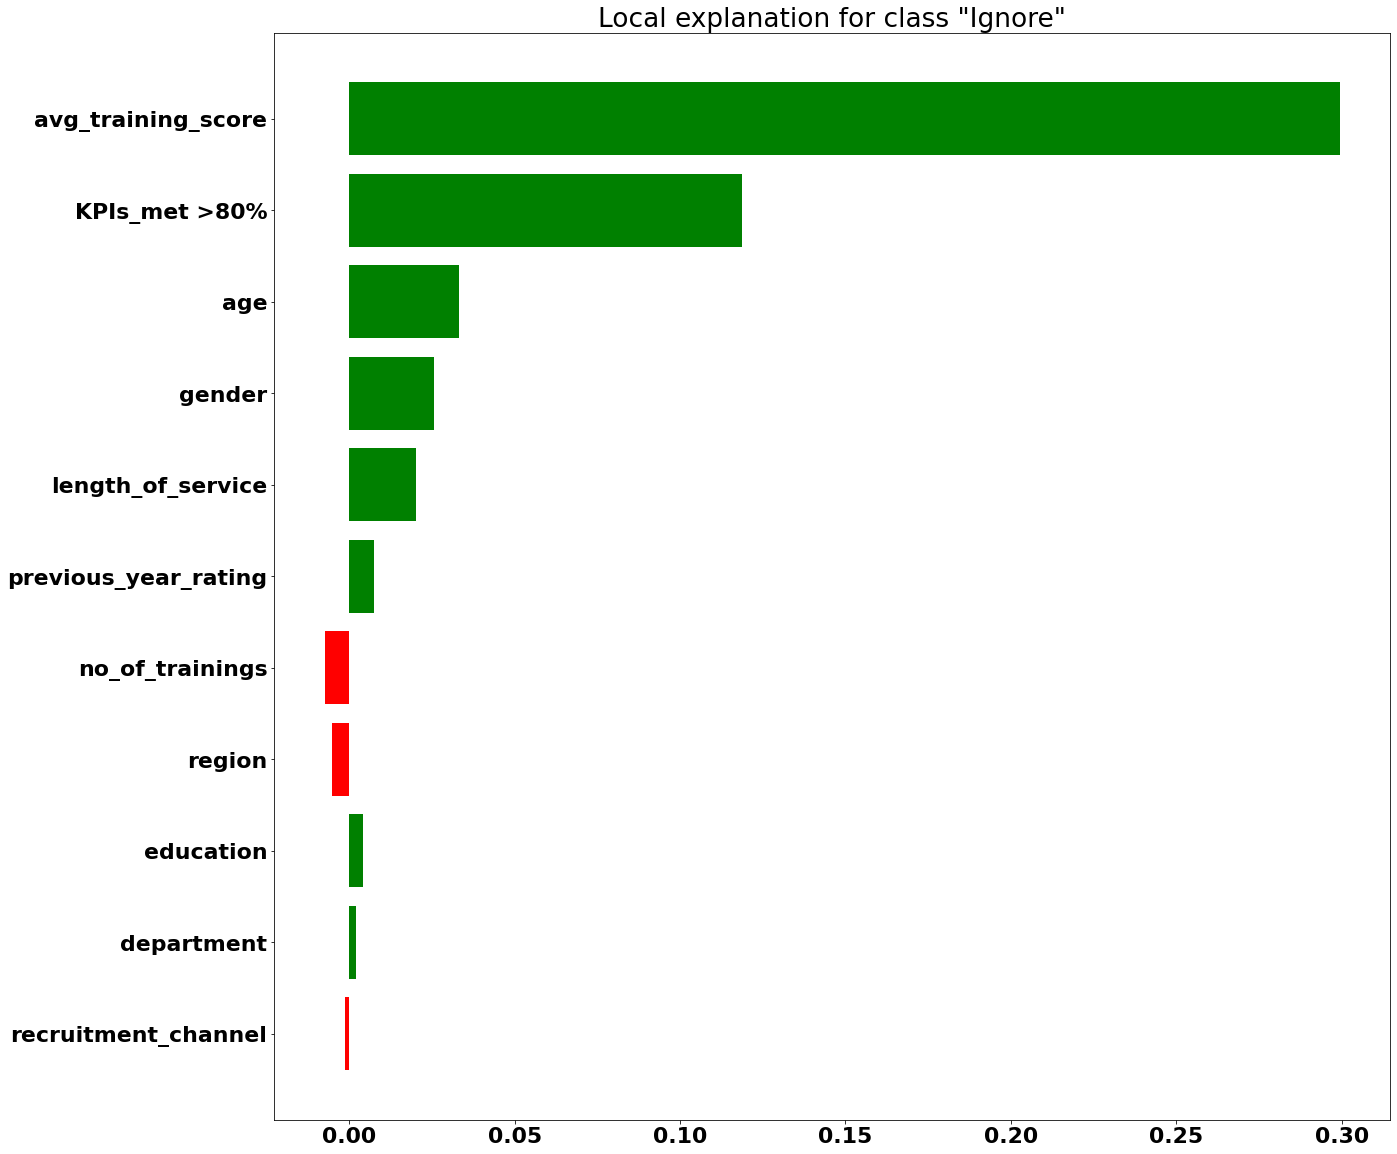 Local explanation for class "Ignore"
avg_training_score
KPIs_met >80%
age
gender
length_of_service
previous_year_rating
no_of_trainings
region
education
department
recruitment_channel
0.00 0.05 0.10 0.15 0.20 0.25 0.30